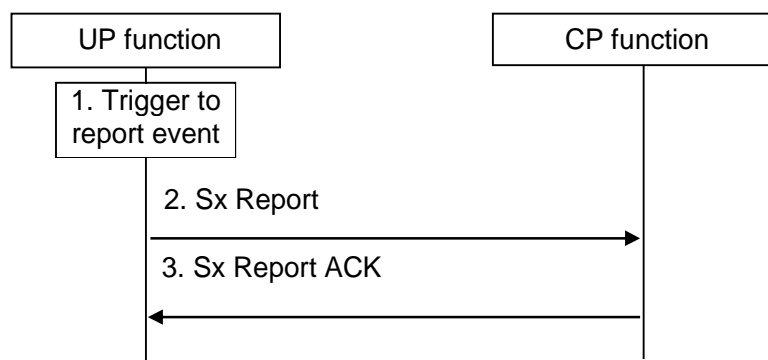 UP function
CP function
1. Trigger to
report event
2. Sx Report
3. Sx Report ACK